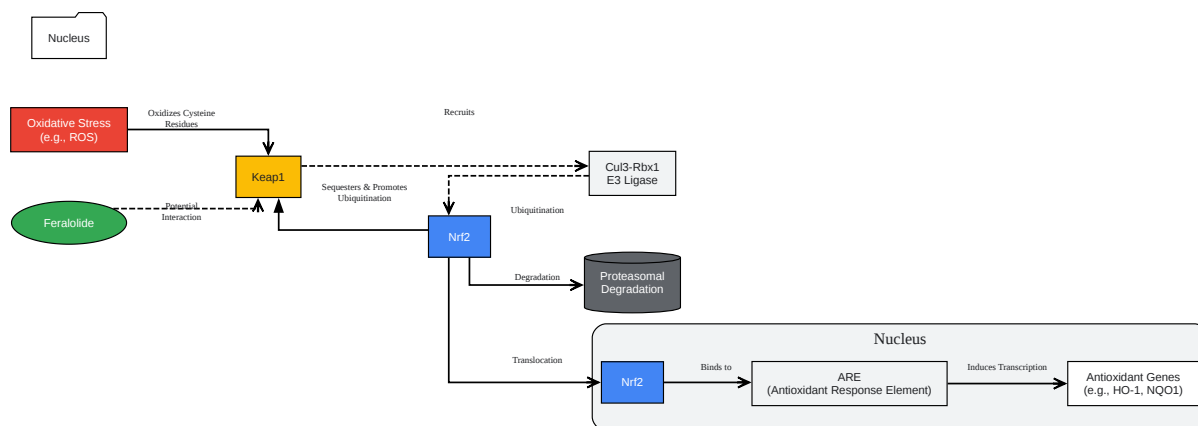 Nucleus
Oxidative Stress
(e.g., ROS)
Oxidizes Cysteine
Residues
Recruits
Keap1
Cul3-Rbx1
E3 Ligase
Sequesters & Promotes
Ubiquitination
Feralolide
Potential
Interaction
Ubiquitination
Nrf2
Degradation
Proteasomal
Degradation
Nucleus
Translocation
Nrf2
Binds to
ARE
(Antioxidant Response Element)
Induces Transcription
Antioxidant Genes
(e.g., HO-1, NQO1)